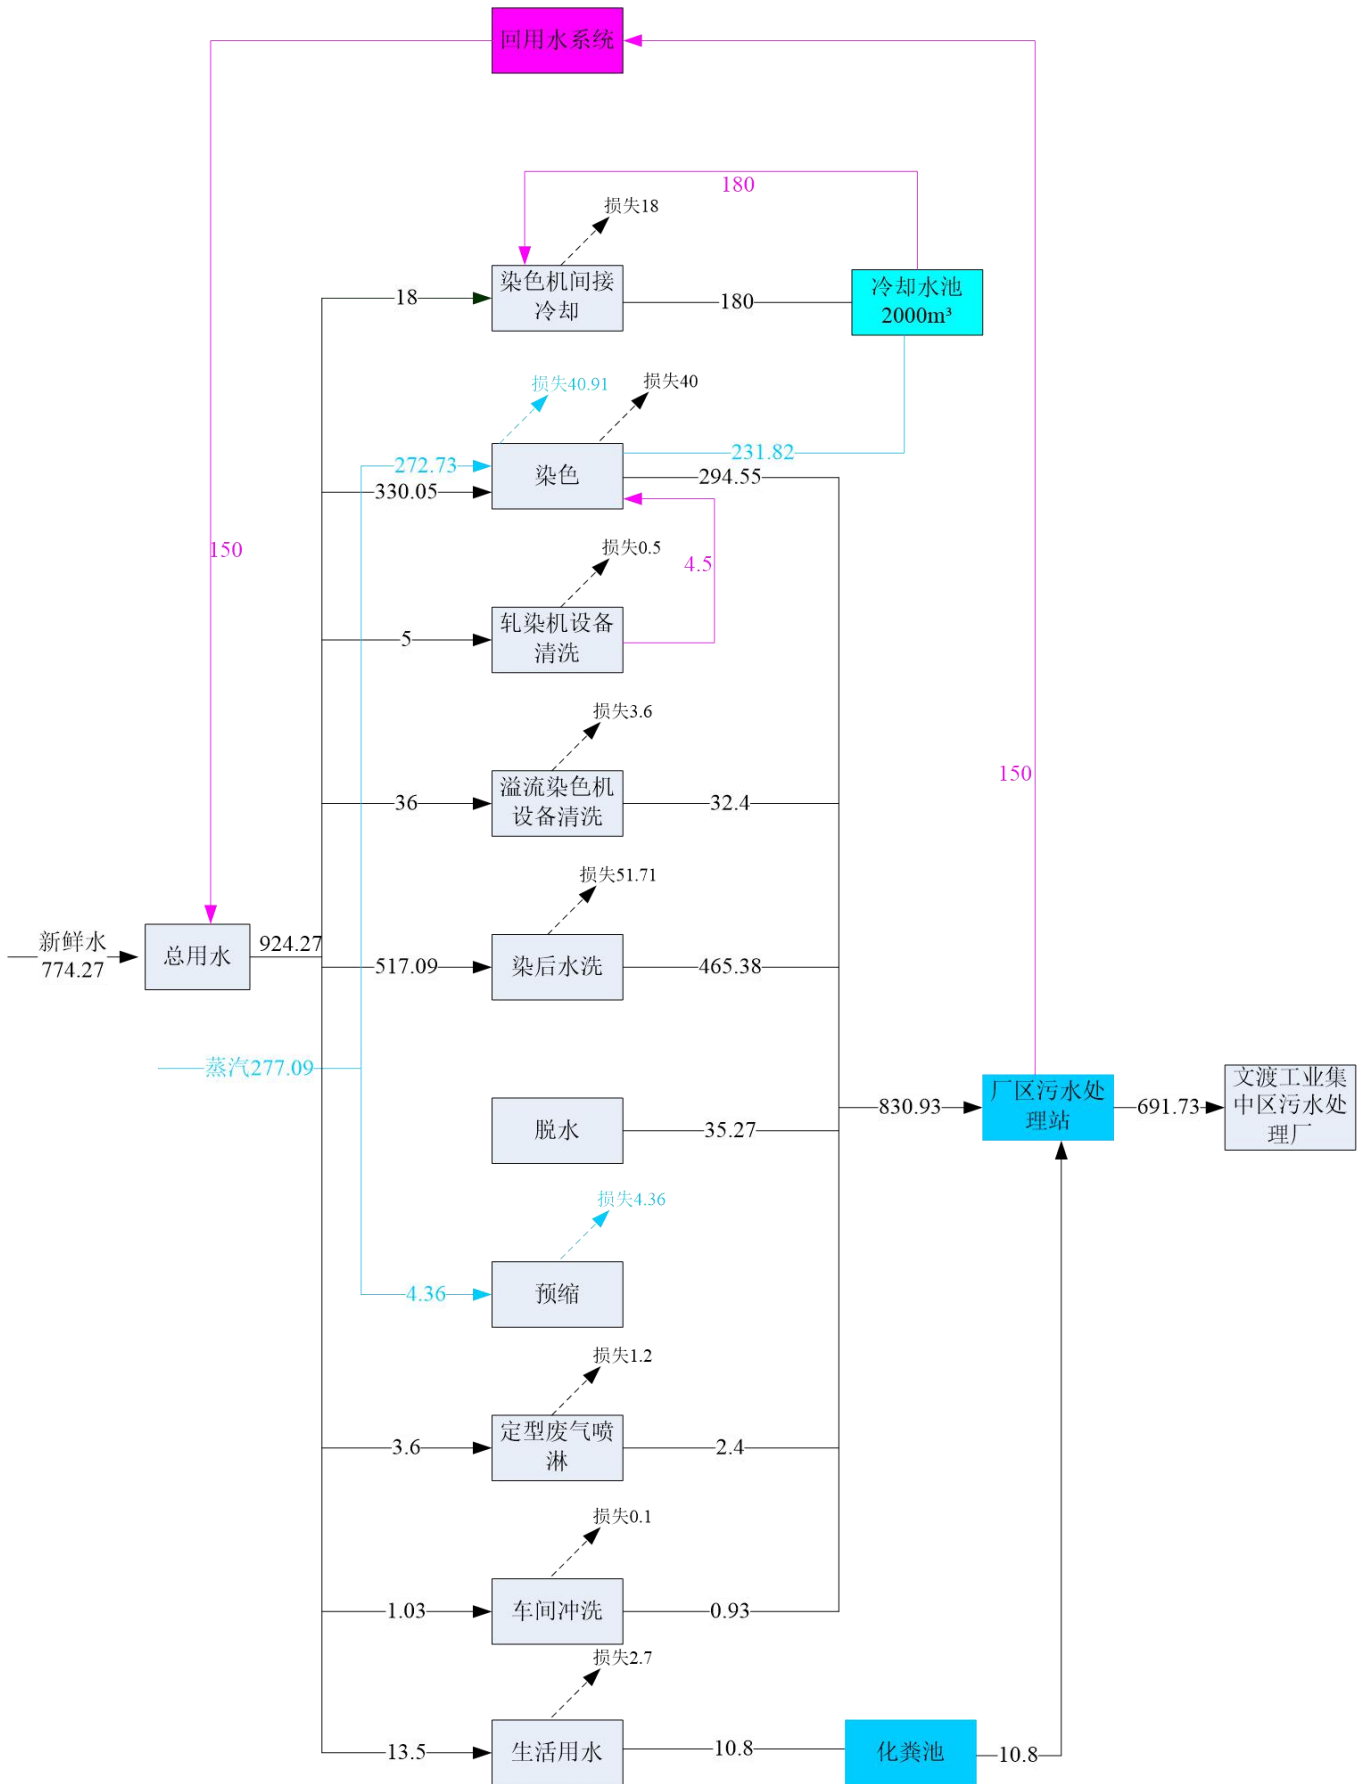 回用水系统
180
损失18
染色机间接
冷却
18
180
冷却水池
2000m³
损失40.91
损失40
272.73
染色
231.82
294.55
330.05
150
损失0.5
4.5
轧染机设备
清洗
5
损失3.6
溢流染色机
设备清洗
36
32.4
150
损失51.71
新鲜水
774.27
总用水
924.27
517.09
染后水洗
465.38
蒸汽277.09
脱水
35.27
830.93
厂区污水处
理站
691.73
文渡工业集
中区污水处
理厂
损失4.36
4.36
预缩
损失1.2
3.6
定型废气喷
淋
2.4
损失0.1
1.03
车间冲洗
0.93
损失2.7
13.5
生活用水
10.8
化粪池
10.8